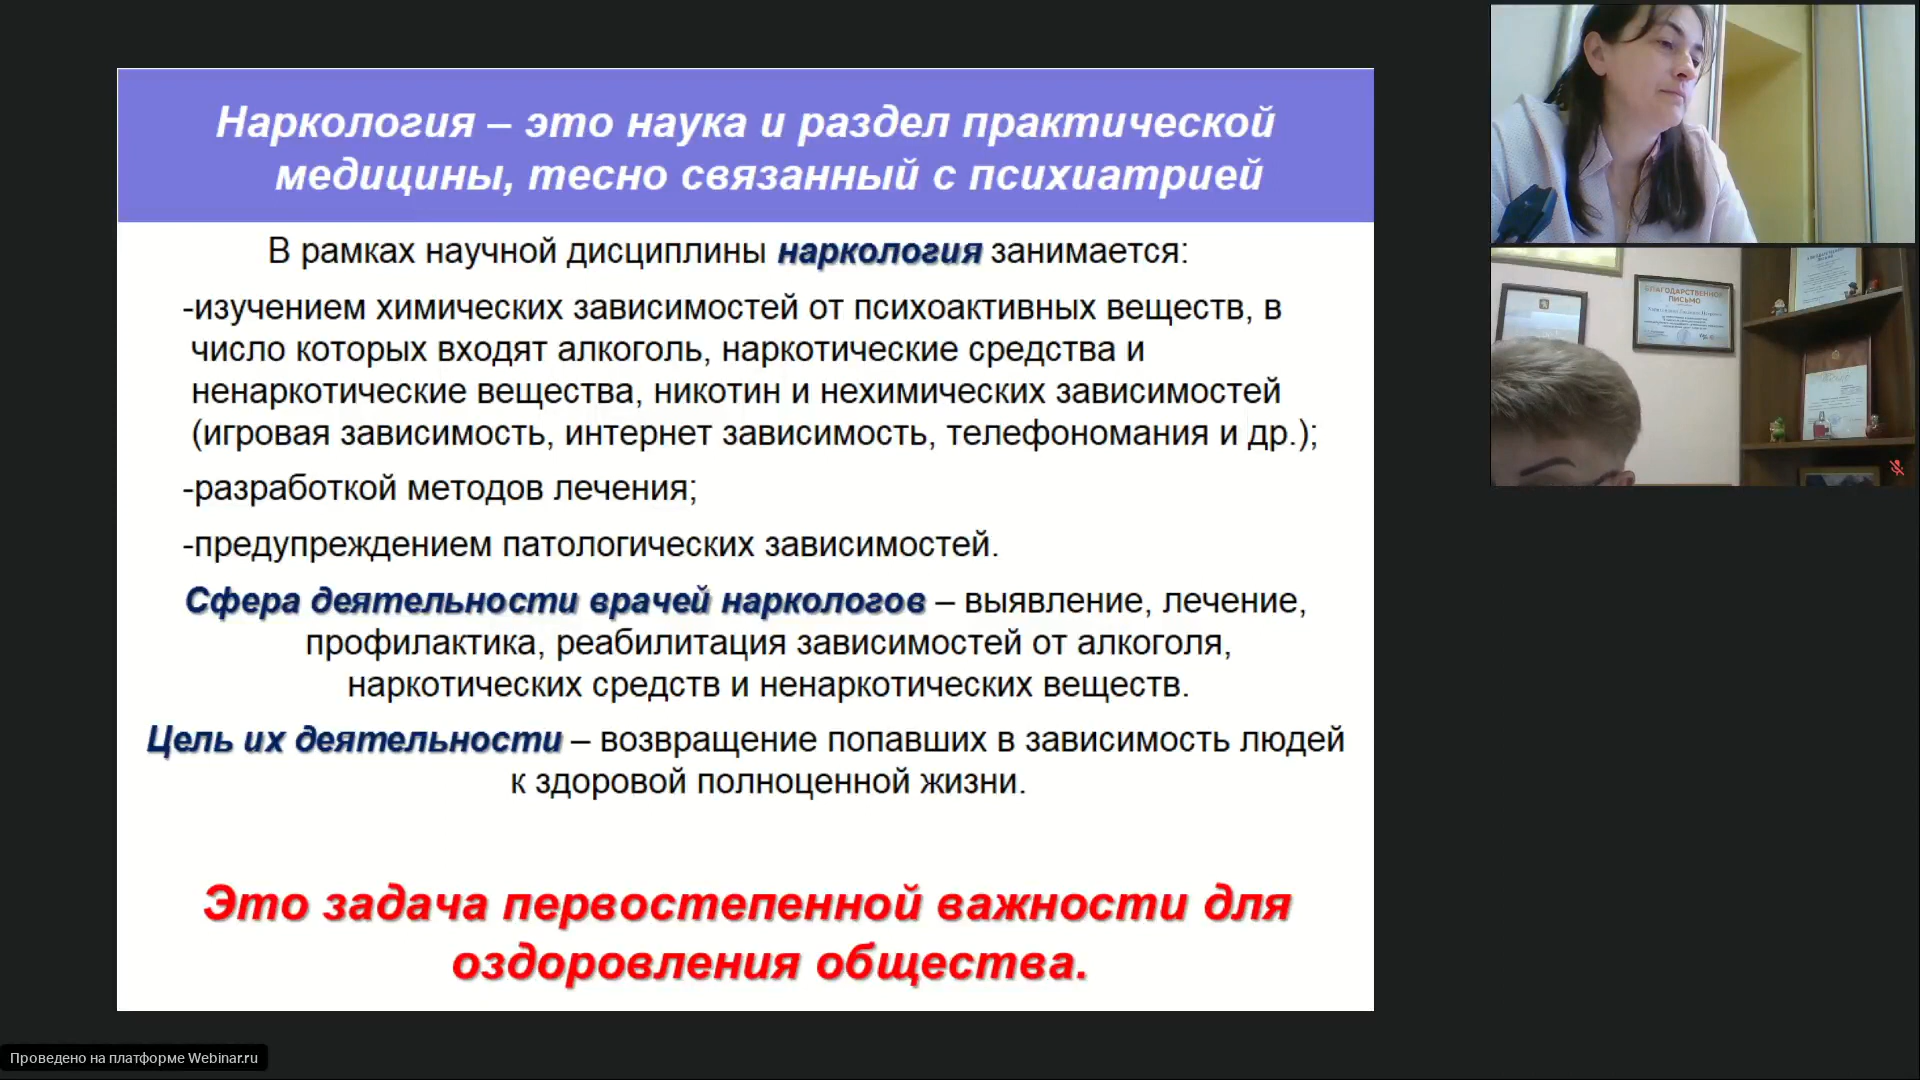 Наркология – это наука и раздел практической
медицины, тесно связанный с психиатрией
В рамках научной дисциплины наркология занимается:
-изучением химических зависимостей от психоактивных веществ, в
число которых входят алкоголь, наркотические средства и
ненаркотические вещества, никотин и нехимических зависимостей
(игровая зависимость, интернет зависимость, телефономания и др.);
-разработкой методов лечения;
-предупреждением патологических зависимостей.
Сфера деятельности врачей наркологов – выявление, лечение,
профилактика, реабилитация зависимостей от алкоголя,
наркотических средств и ненаркотических веществ.
Цель их деятельности – возвращение попавших в зависимость людей
к здоровой полноценной жизни.
Это задача первостепенной важности для
оздоровления общества.
БЛАГОДАРСТВЕННОЕ
ПИСЬМО
Проведено на платформе Webinar.ru